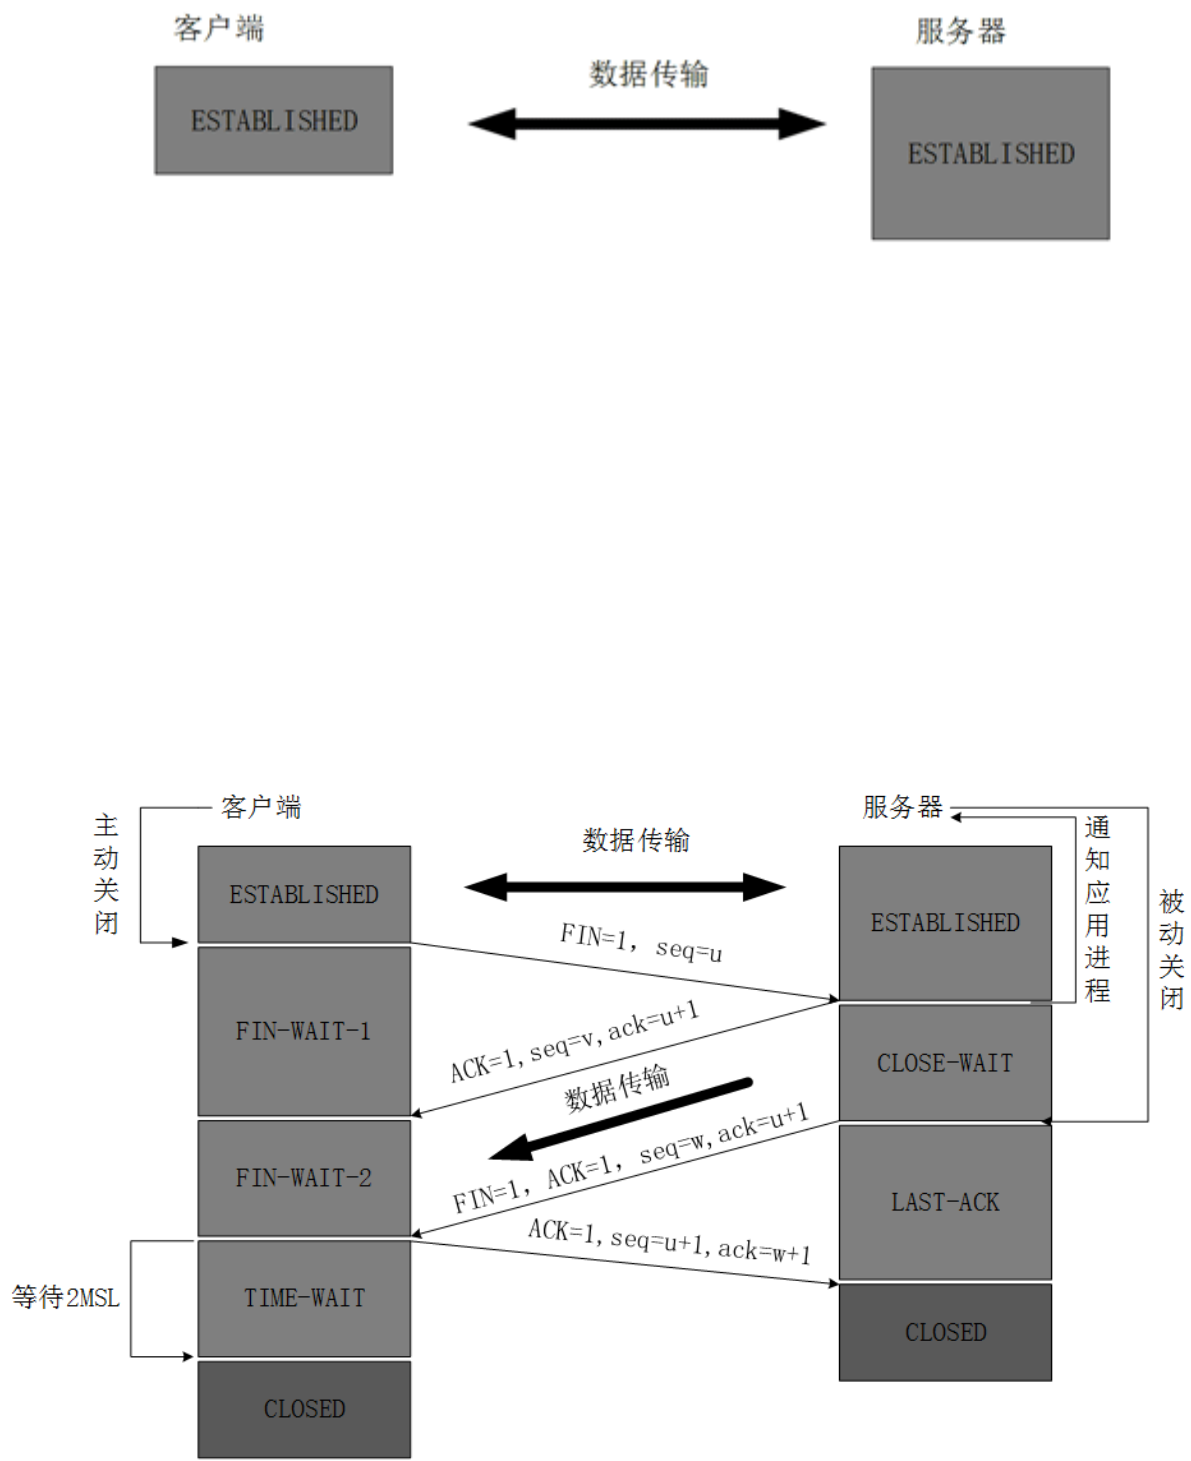 客户端
服务器
数据传输
ESTABLISHED
ESTABLISHED
客户端
服务器
主动关闭
数据传输
通知应用进程
被动关闭
ESTABLISHED
ESTABLISHED
FIN=1, seq=u
FIN-WAIT-1
ACK=1,seq=v,ack=u+1
CLOSE-WAIT
数据传输
FIN-WAIT-2
FIN=1, ACK=1, seq=w,ack=u+1
LAST-ACK
ACK=1,seq=u+1,ack=w+1
等待2MSL
TIME-WAIT
CLOSED
CLOSED